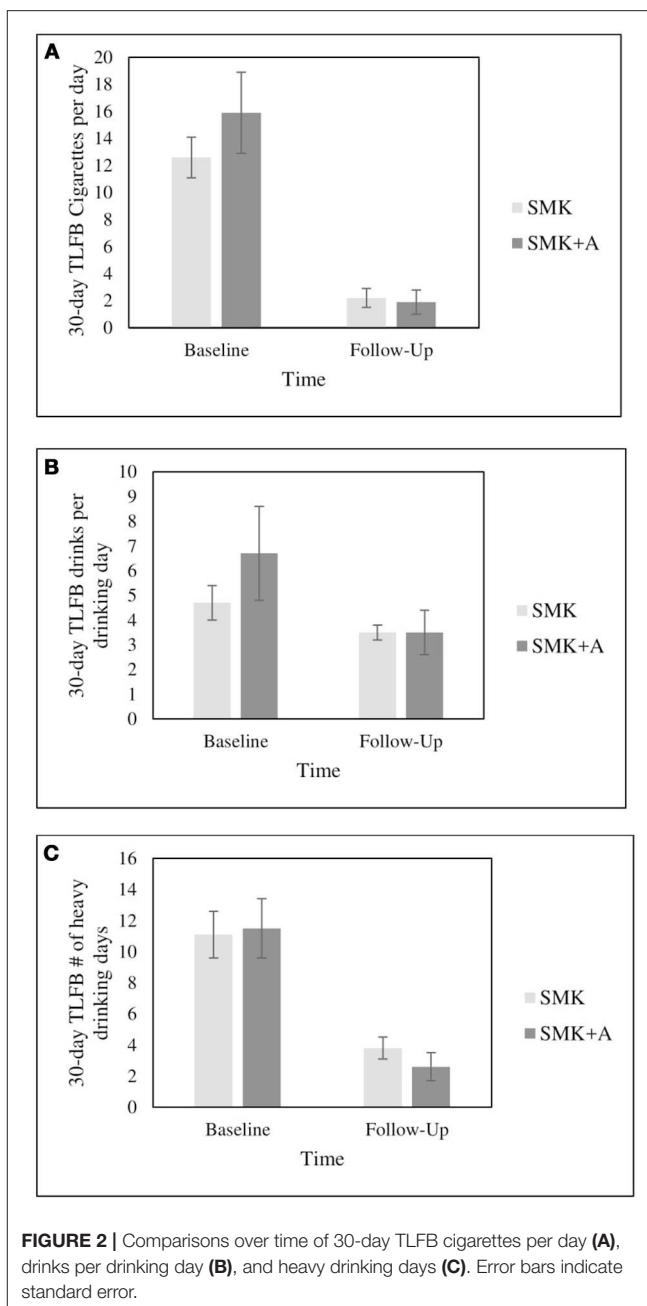 A
30-day TLFB Cigarettes per day
20
18
16
14
12
10
8
6
4
2
0
Baseline
Follow-Up
Time
SMK
SMK+A
B
30-day TLFB drinks per
drinking day
10
9
8
7
6
5
4
3
2
1
0
Baseline
Follow-Up
Time
SMK
SMK+A
C
30-day TLFB # of heavy
drinking days
16
14
12
10
8
6
4
2
0
Baseline
Follow-Up
Time
SMK
SMK+A
FIGURE 2 | Comparisons over time of 30-day TLFB cigarettes per day (A),
drinks per drinking day (B), and heavy drinking days (C). Error bars indicate
standard error.